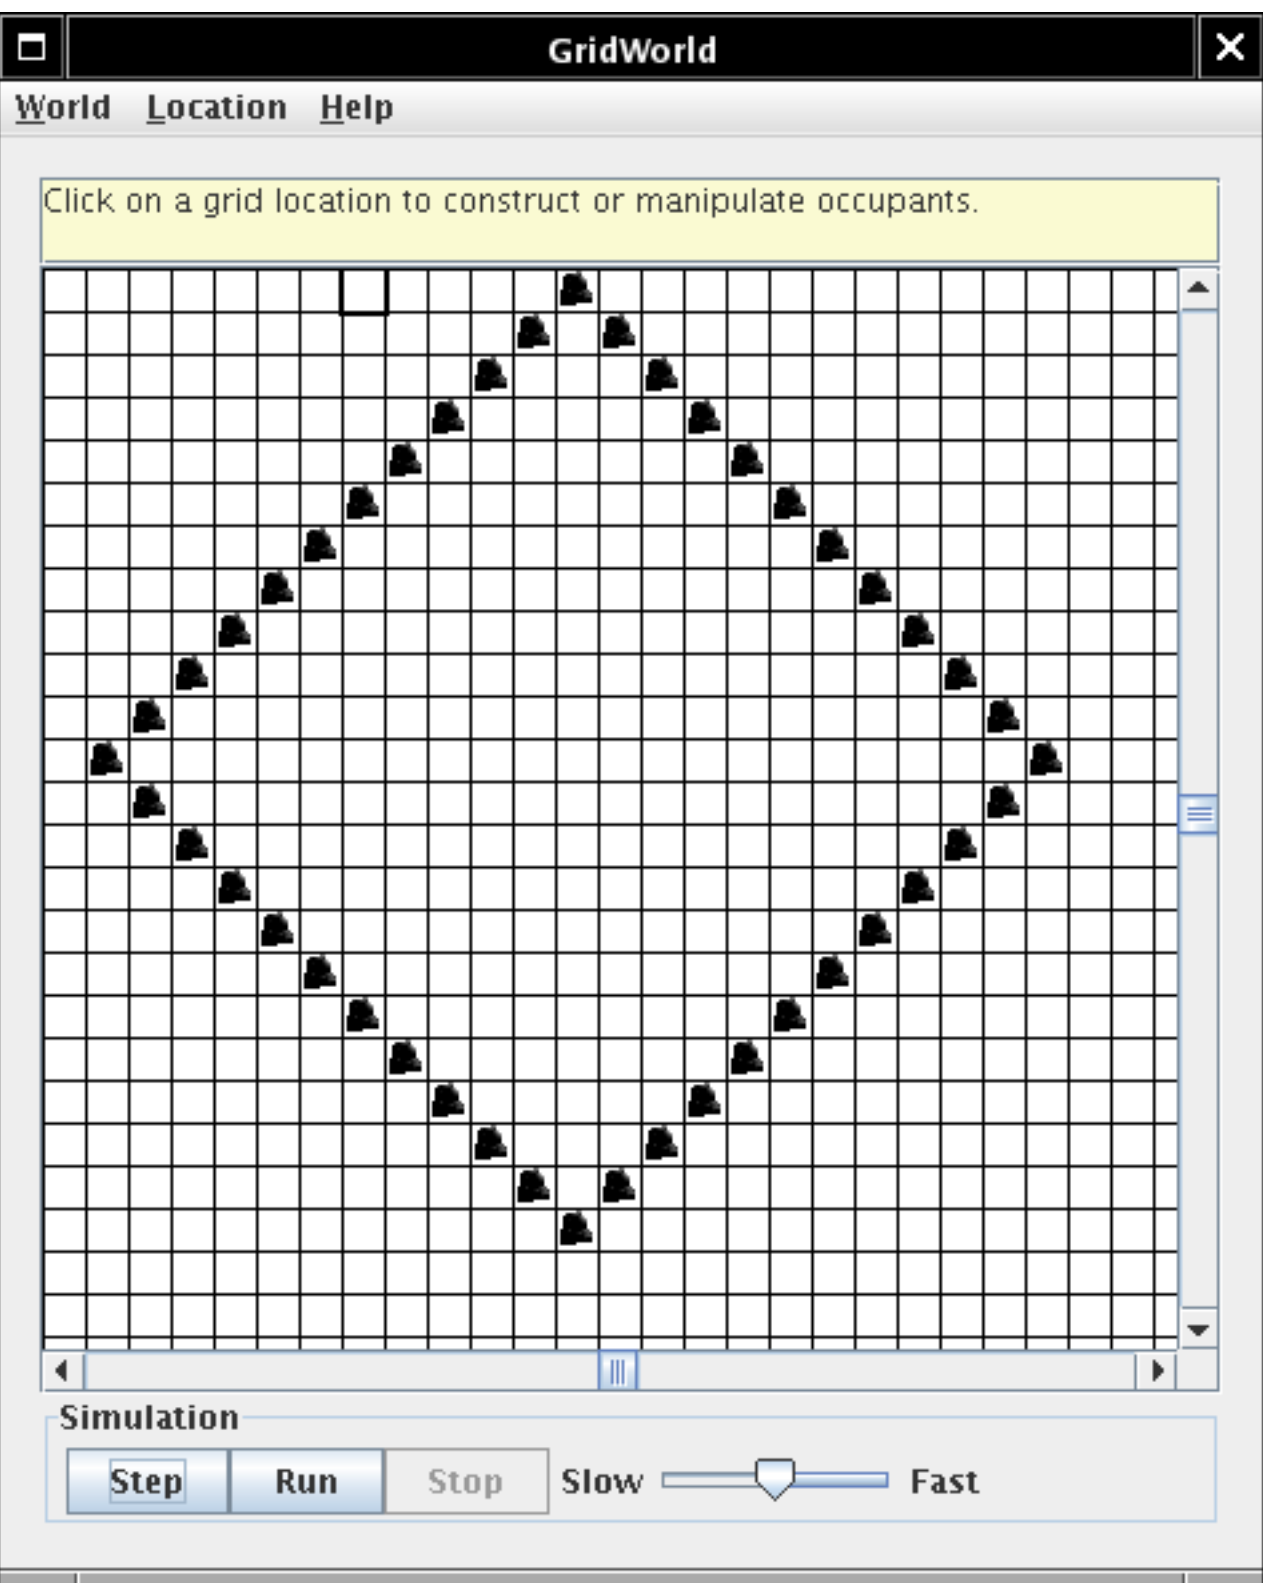 GridWorld
World Location Help
Click on a grid location to construct or manipulate occupants.
Simulation
Step Run Stop Slow Fast